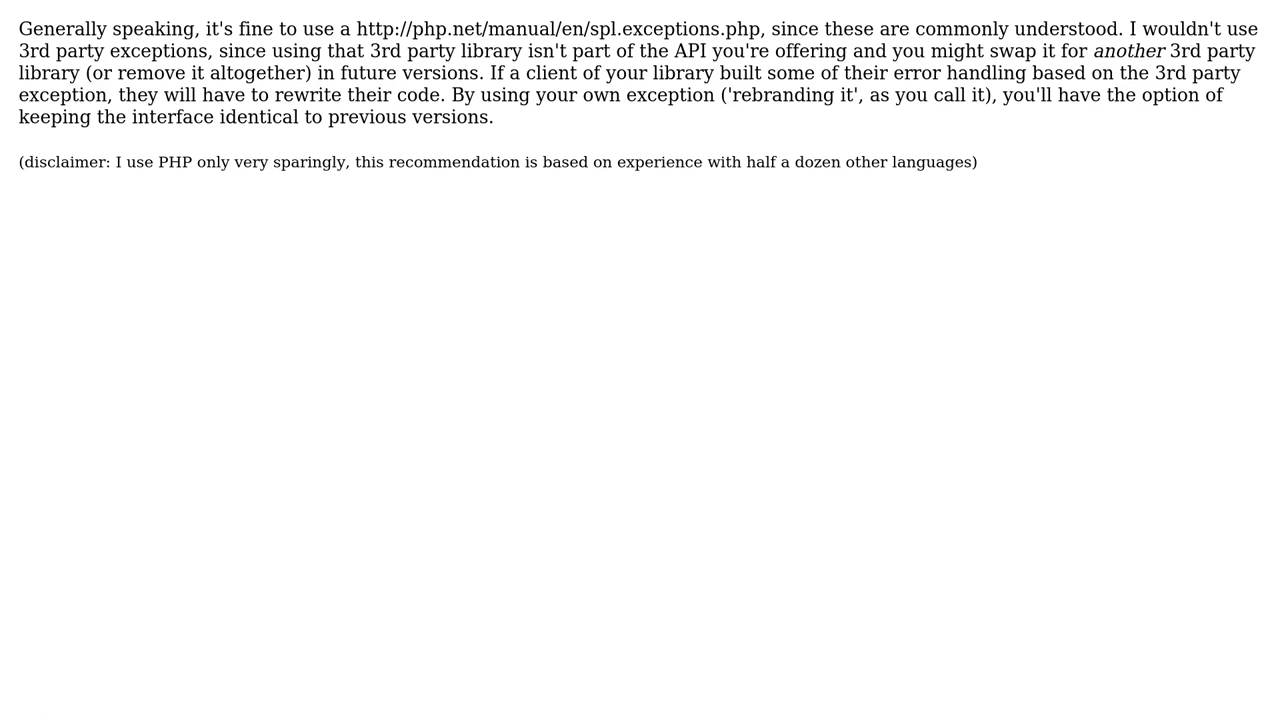 Generally speaking, it's fine to use a http://php.net/manual/en/spl.exceptions.php, since these are commonly understood. I wouldn't use
3rd party exceptions, since using that 3rd party library isn't part of the API you're offering and you might swap it for another 3rd party
library (or remove it altogether) in future versions. If a client of your library built some of their error handling based on the 3rd party
exception, they will have to rewrite their code. By using your own exception ('rebranding it', as you call it), you'll have the option of
keeping the interface identical to previous versions.
(disclaimer: I use PHP only very sparingly, this recommendation is based on experience with half a dozen other languages)